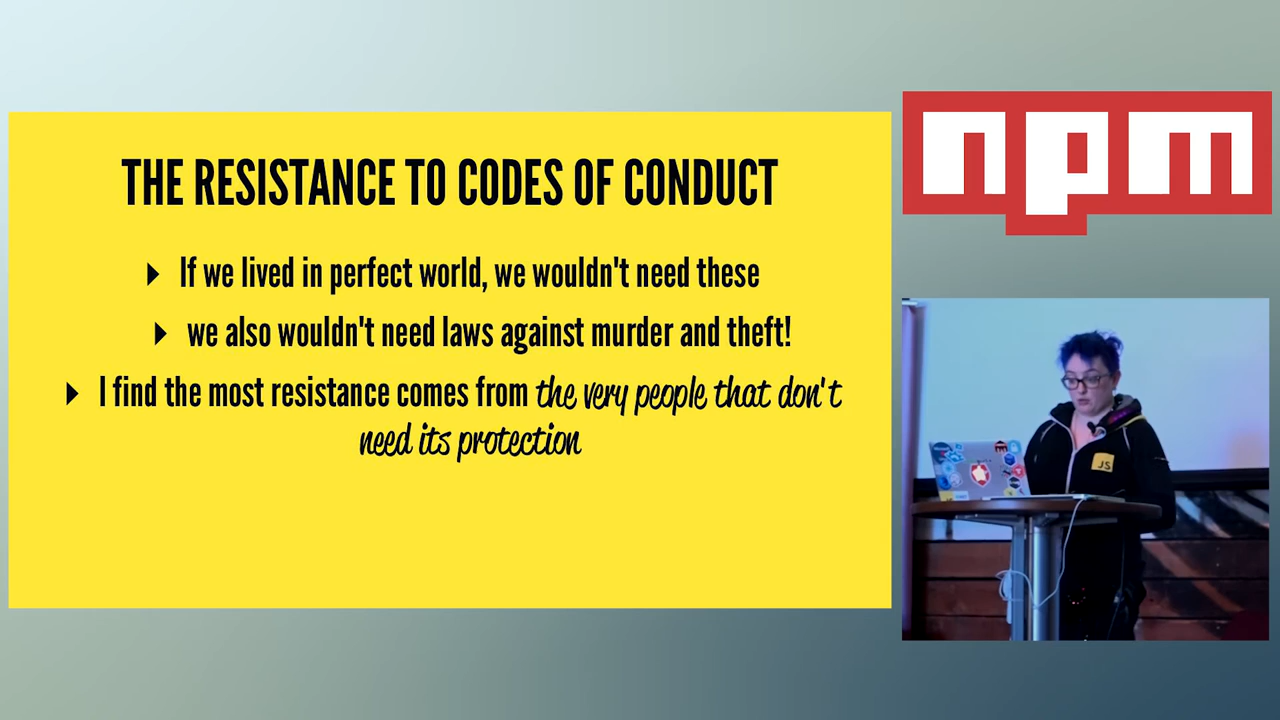 THE RESISTANCE TO CODES OF CONDUCT
If we lived in perfect world, we wouldn't need these
we also wouldn't need laws against murder and theft!
I find the most resistance comes from the very people that don't
need its protection
npm
JS